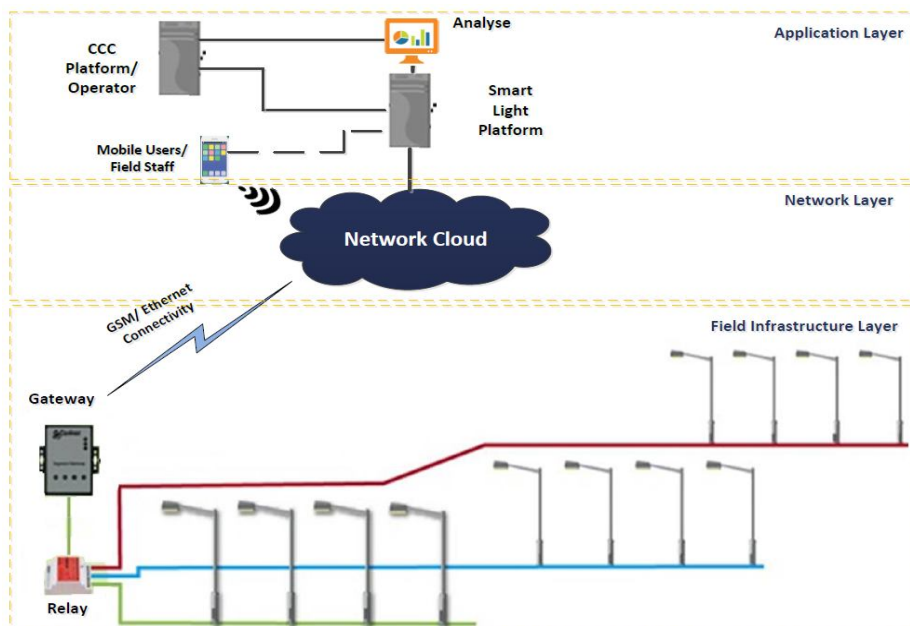 Analyse
Application Layer
CCC
Platform/
Operator
Smart
Light
Platform
Mobile Users/
Field Staff
Network Layer
Network Cloud
GSM/ Ethernet
Connectivity
Field Infrastructure Layer
Gateway
Relay